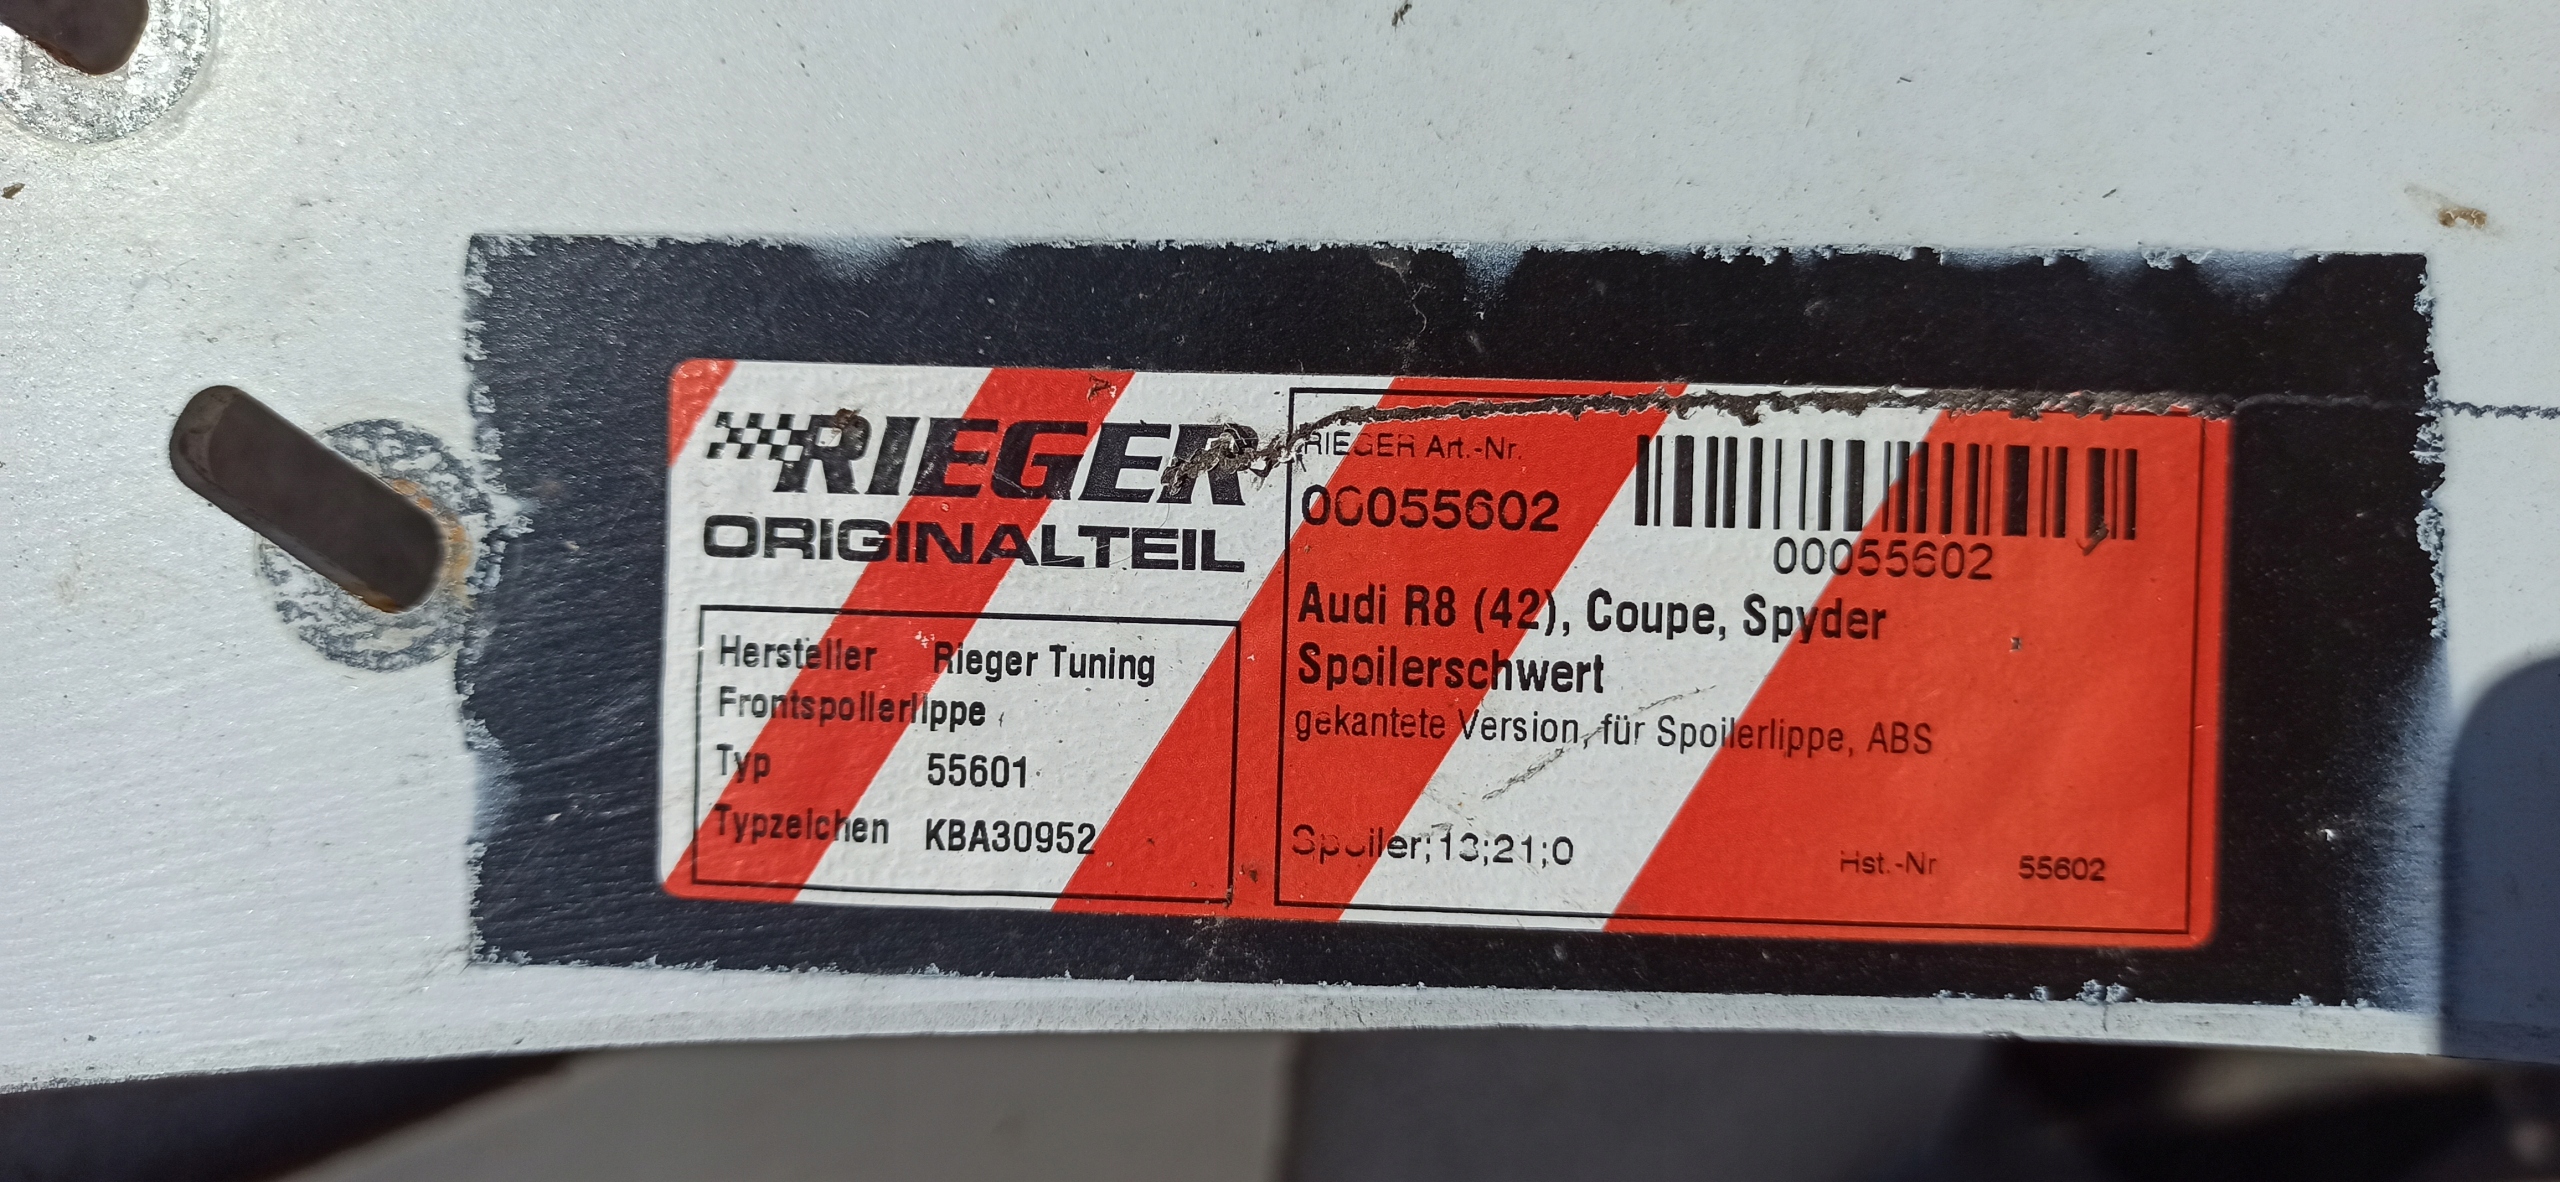 RIEGER
ORIGINALTEIL
Hersteller Rieger Tuning
Frontspoilerlippe
Typ 55601
Typzeichen KBA30952
RIEGER Art.-Nr.
00055602
00055602
Audi R8 (42), Coupe, Spyder
Spoilerschwert
gekantete Version, für Spoilerlippe, ABS
Spoiler;13;21;0
Hst.-Nr 55602